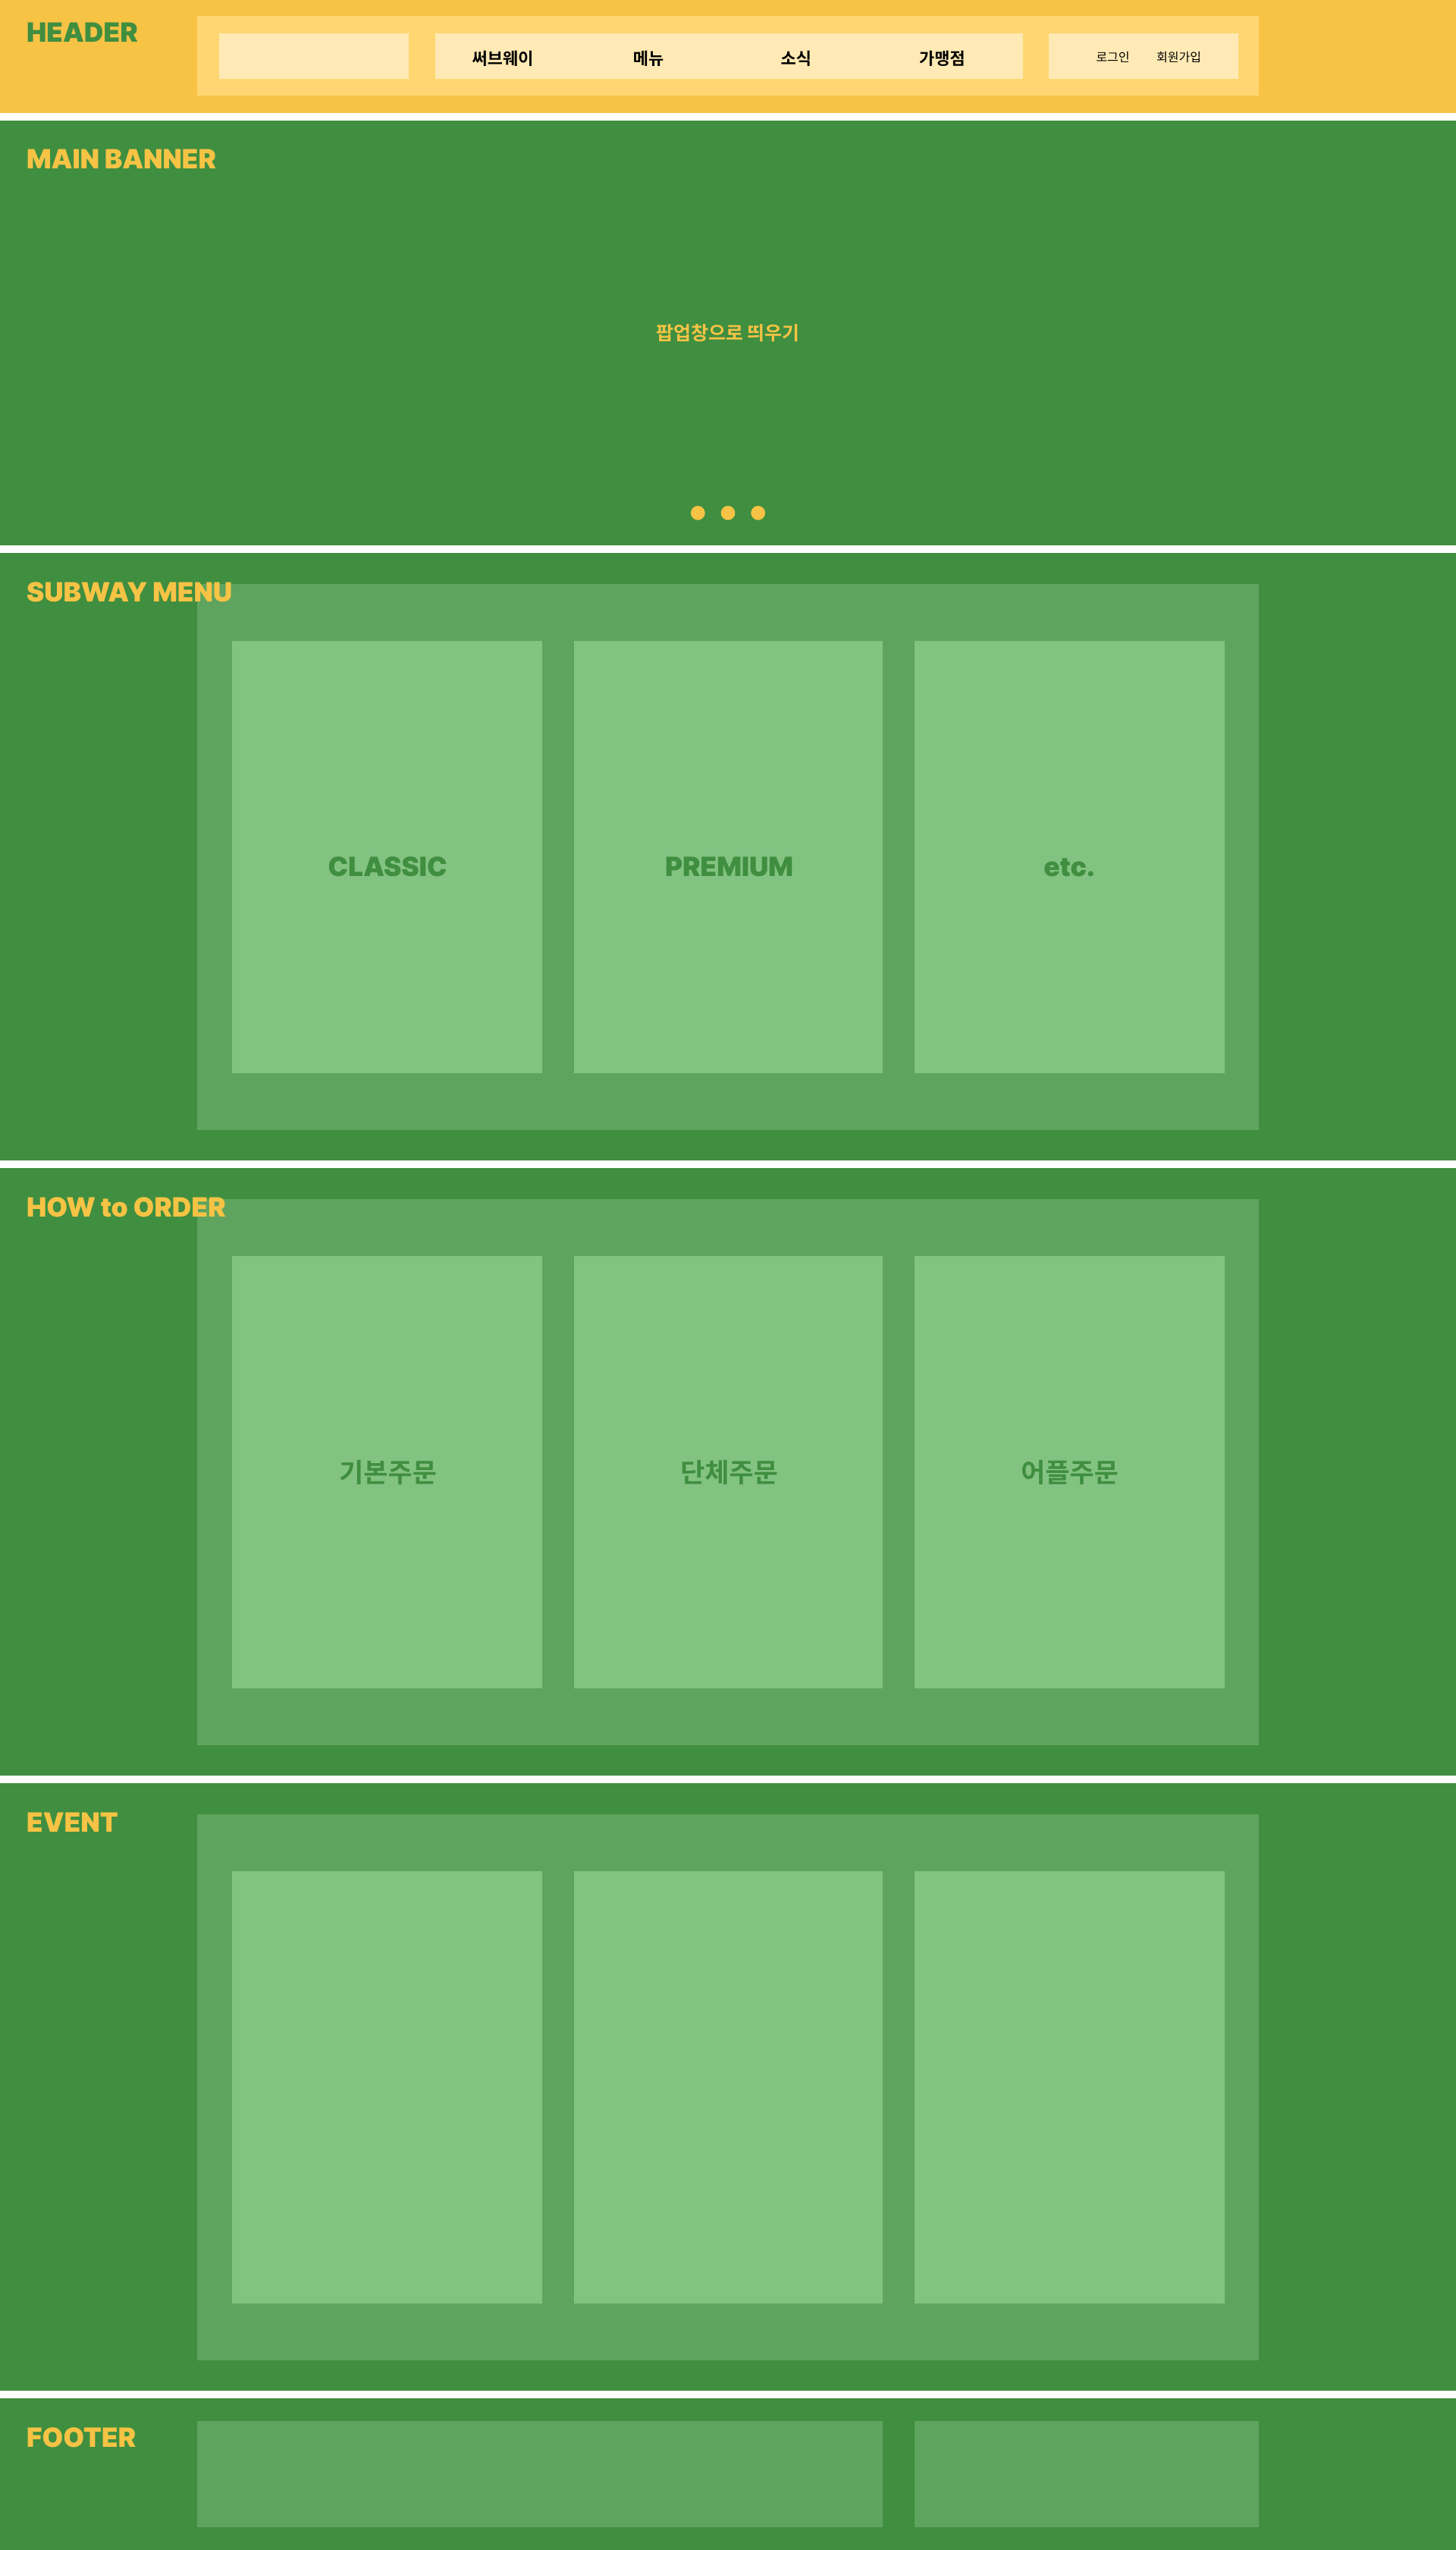 HEADER
써브웨이 메뉴 소식 가맹점 로그인 회원가입
MAIN BANNER
팝업창으로 띄우기
SUBWAY MENU
CLASSIC PREMIUM etc.
HOW to ORDER
기본주문 단체주문 어플주문
EVENT
FOOTER